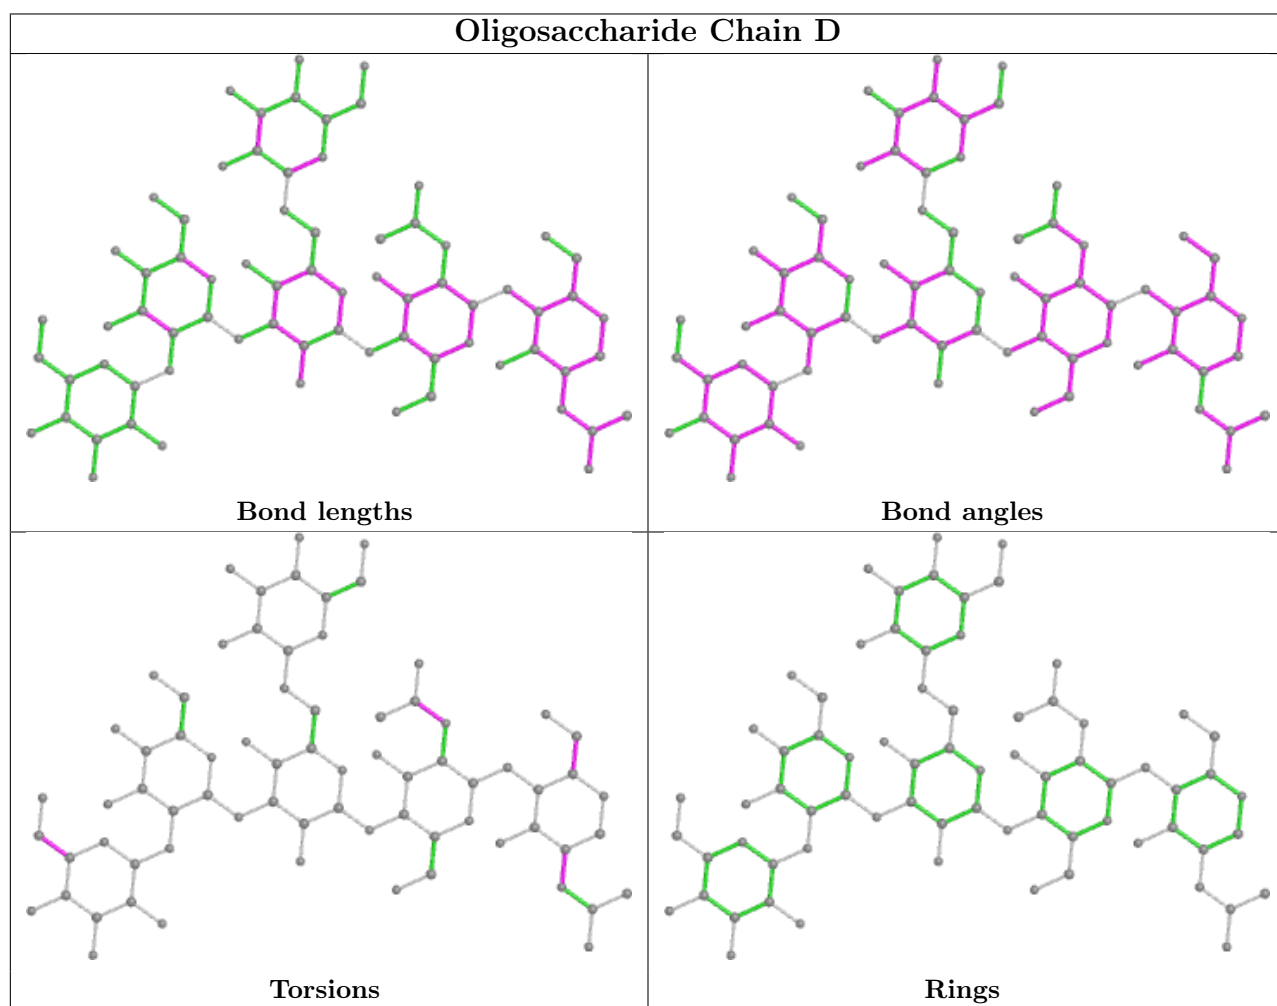 Oligosaccharide Chain D
Bond lengths
Bond angles
Torsions
Rings